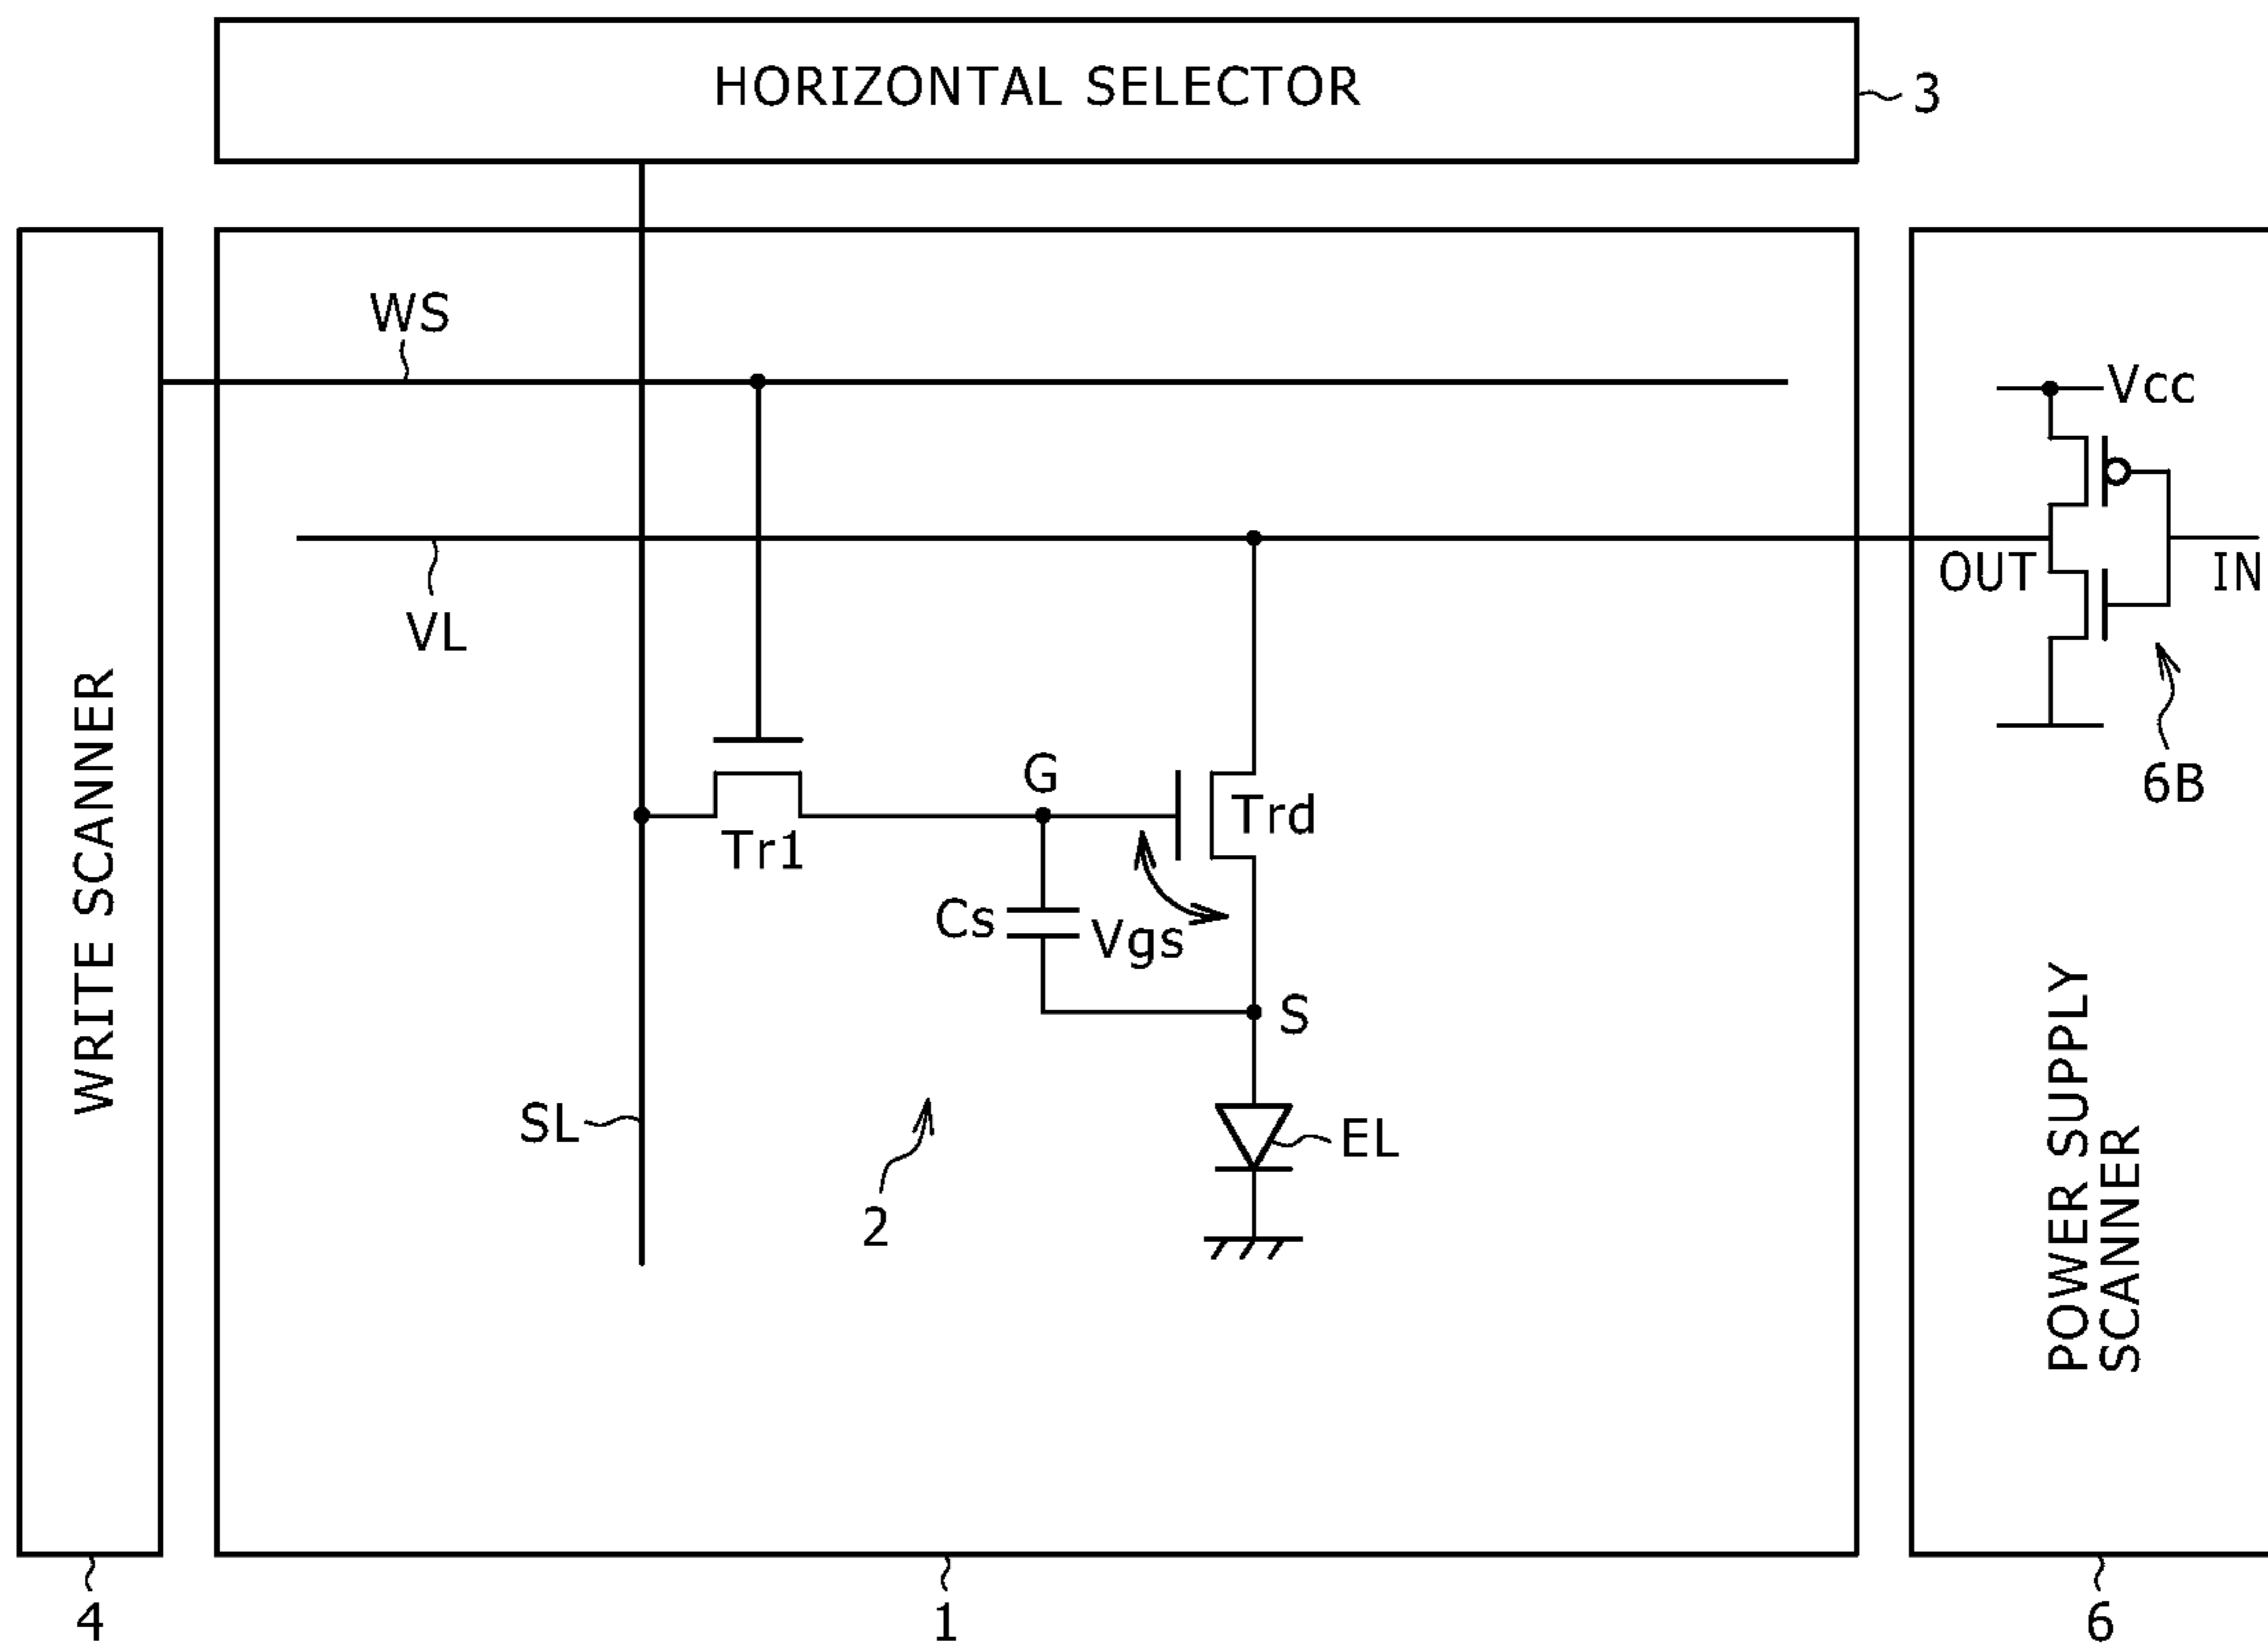 HORIZONTAL SELECTOR
3
WS
Vcc
OUT
IN
VL
6B
G
Trd
Tr1
Cs
Vgs
S
SL
EL
2
WRITE SCANNER
POWER SUPPLY
SCANNER
4
1
6